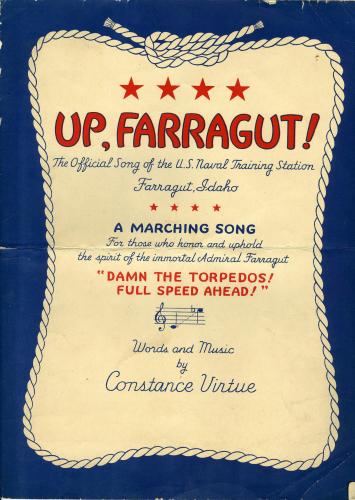 UP, FARRAGUT!
The Official Song of the U.S. Naval Training Station
Farragut, Idaho
A MARCHING SONG
For those who honor and uphold
the spirit of the immortal Admiral Farragut
"DAMN THE TORPEDOS!
FULL SPEED AHEAD!"
Words and Music
by
Constance Virtue